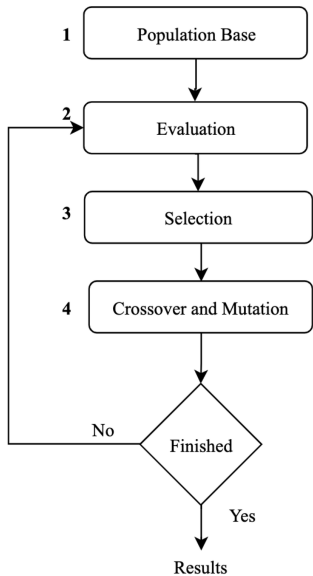 1 Population Base
2 Evaluation
3 Selection
4 Crossover and Mutation
No
Finished
Yes
Results